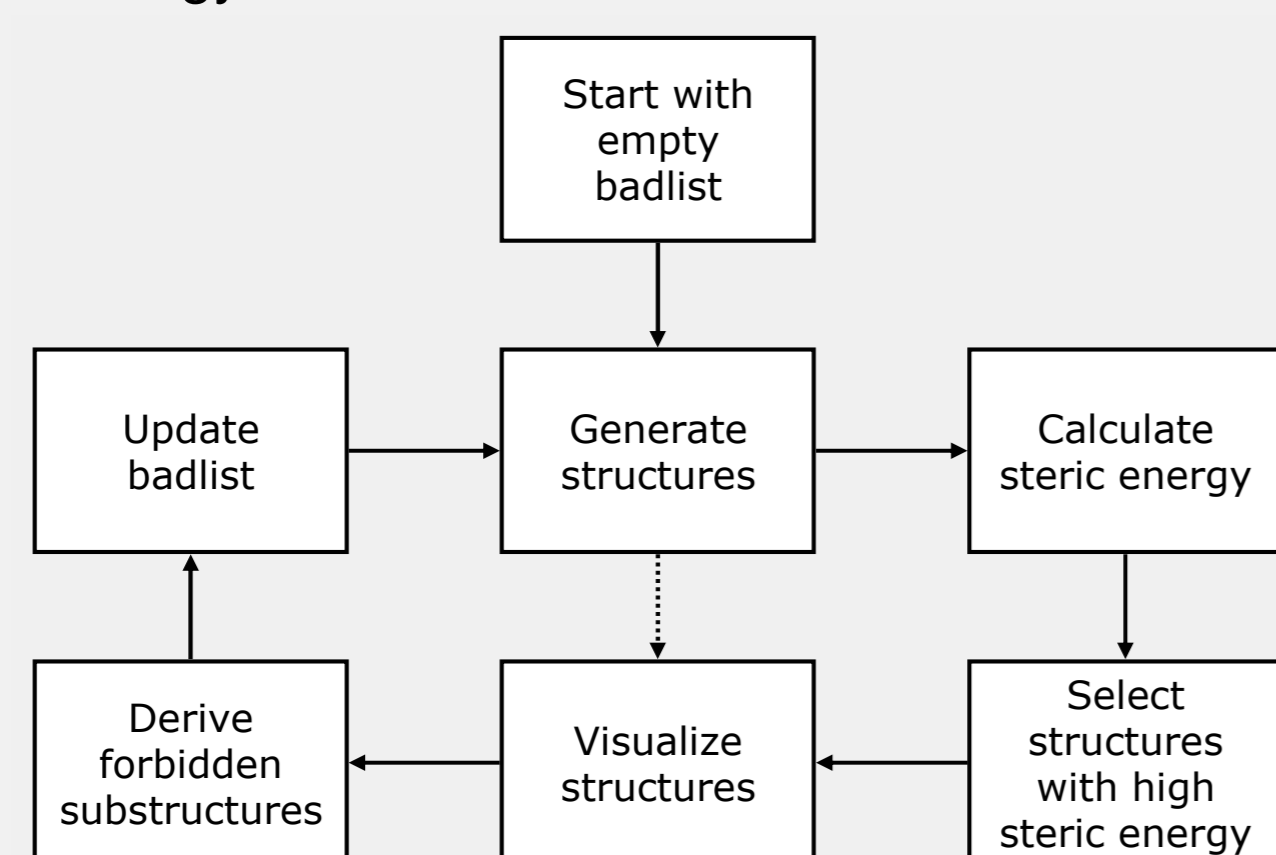 Start with
empty
badlist
Update
badlist
Generate
structures
Calculate
steric energy
Derive
forbidden
substructures
Visualize
structures
Select
structures
with high
steric energy